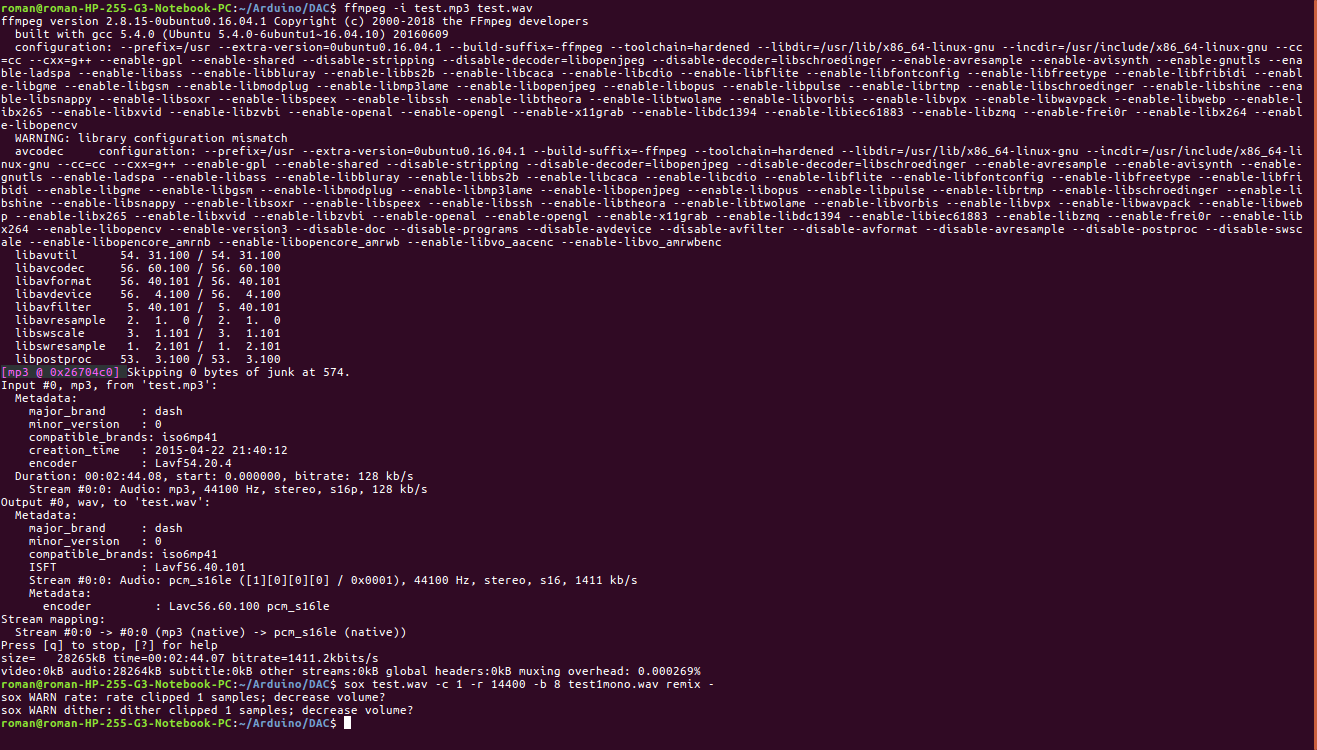 roman@roman-HP-255-G3-Notebook-PC:~/Arduino/DAC$ ffmpeg -i test.mp3 test.wav
ffmpeg version 2.8.15-0ubuntu0.16.04.1 Copyright (c) 2000-2018 the FFmpeg developers
  built with gcc 5.4.0 (Ubuntu 5.4.0-6ubuntu1~16.04.10) 20160609
  configuration: --prefix=/usr --extra-version=0ubuntu0.16.04.1 --build-suffix=-ffmpeg --toolchain=hardened --libdir=/usr/lib/x86_64-linux-gnu --incdir=/usr/include/x86_64-linux-gnu --cc
=cc --cxx=g++ --enable-gpl --enable-shared --disable-stripping --disable-decoder=libopenjpeg --disable-decoder=libschroedinger --enable-avresample --enable-avisynth --enable-gnutls --ena
ble-ladspa --enable-libass --enable-libbluray --enable-libbs2b --enable-libcaca --enable-libcdio --enable-libflite --enable-libfontconfig --enable-libfreetype --enable-libfribidi --enabl
e-libgme --enable-libgsm --enable-libmodplug --enable-libmp3lame --enable-libopenjpeg --enable-libopus --enable-libpulse --enable-librtmp --enable-libschroedinger --enable-libshine --ena
ble-libsnappy --enable-libsoxr --enable-libspeex --enable-libssh --enable-libtheora --enable-libtwolame --enable-libvorbis --enable-libvpx --enable-libwavpack --enable-libwebp --enable-l
ibx265 --enable-libxvid --enable-libzvbi --enable-openal --enable-opengl --enable-x11grab --enable-libdc1394 --enable-libiec61883 --enable-libzmq --enable-frei0r --enable-libx264 --enabl
e-libopencv
  WARNING: library configuration mismatch
  avcodec     configuration: --prefix=/usr --extra-version=0ubuntu0.16.04.1 --build-suffix=-ffmpeg --toolchain=hardened --libdir=/usr/lib/x86_64-linux-gnu --incdir=/usr/include/x86_64-li
nux-gnu --cc=cc --cxx=g++ --enable-gpl --enable-shared --disable-stripping --disable-decoder=libopenjpeg --disable-decoder=libschroedinger --enable-avresample --enable-avisynth --enable-
gnutls --enable-ladspa --enable-libass --enable-libbluray --enable-libbs2b --enable-libcaca --enable-libcdio --enable-libflite --enable-libfontconfig --enable-libfreetype --enable-libfri
bidi --enable-libgme --enable-libgsm --enable-libmodplug --enable-libmp3lame --enable-libopenjpeg --enable-libopus --enable-libpulse --enable-librtmp --enable-libschroedinger --enable-li
bshine --enable-libsnappy --enable-libsoxr --enable-libspeex --enable-libssh --enable-libtheora --enable-libtwolame --enable-libvorbis --enable-libvpx --enable-libwavpack --enable-libweb
p --enable-libx265 --enable-libxvid --enable-libzvbi --enable-openal --enable-opengl --enable-x11grab --enable-libdc1394 --enable-libiec61883 --enable-libzmq --enable-frei0r --enable-lib
x264 --enable-libopencv --enable-version3 --disable-doc --disable-programs --disable-avdevice --disable-avfilter --disable-avformat --disable-avresample --disable-postproc --disable-swsc
ale --enable-libopencore_amrnb --enable-libopencore_amrwb --enable-libvo_aacenc --enable-libvo_amrwbenc
  libavutil      54. 31.100 / 54. 31.100
  libavcodec     56. 60.100 / 56. 60.100
  libavformat    56. 40.101 / 56. 40.101
  libavdevice    56.  4.100 / 56.  4.100
  libavfilter     5. 40.101 /  5. 40.101
  libavresample   2.  1.  0 /  2.  1.  0
  libswscale      3.  1.101 /  3.  1.101
  libswresample   1.  2.101 /  1.  2.101
  libpostproc    53.  3.100 / 53.  3.100
[mp3 @ 0x26704c0] Skipping 0 bytes of junk at 574.
Input #0, mp3, from 'test.mp3':
  Metadata:
    major_brand     : dash
    minor_version   : 0
    compatible_brands: iso6mp41
    creation_time   : 2015-04-22 21:40:12
    encoder         : Lavf54.20.4
  Duration: 00:02:44.08, start: 0.000000, bitrate: 128 kb/s
    Stream #0:0: Audio: mp3, 44100 Hz, stereo, s16p, 128 kb/s
Output #0, wav, to 'test.wav':
  Metadata:
    major_brand     : dash
    minor_version   : 0
    compatible_brands: iso6mp41
    ISFT            : Lavf56.40.101
    Stream #0:0: Audio: pcm_s16le ([1][0][0][0] / 0x0001), 44100 Hz, stereo, s16, 1411 kb/s
    Metadata:
      encoder         : Lavc56.60.100 pcm_s16le
Stream mapping:
  Stream #0:0 -> #0:0 (mp3 (native) -> pcm_s16le (native))
Press [q] to stop, [?] for help
size=   28265kB time=00:02:44.07 bitrate=1411.2kbits/s
video:0kB audio:28264kB subtitle:0kB other streams:0kB global headers:0kB muxing overhead: 0.000269%
roman@roman-HP-255-G3-Notebook-PC:~/Arduino/DAC$ sox test.wav -c 1 -r 14400 -b 8 test1mono.wav remix -
sox WARN rate: rate clipped 1 samples; decrease volume?
sox WARN dither: dither clipped 1 samples; decrease volume?
roman@roman-HP-255-G3-Notebook-PC:~/Arduino/DAC$